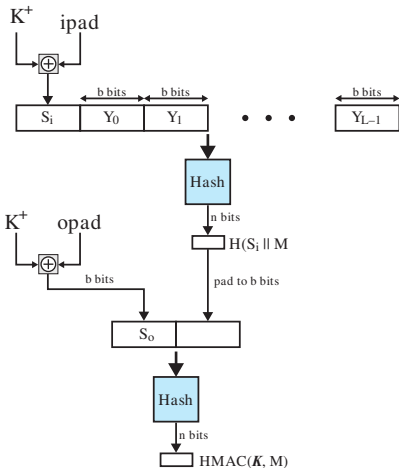 K+ ipad
⊕
b bits b bits b bits
Si Y0 Y1 • • • YL–1
Hash
n bits
H(Si || M
K+ opad
⊕
b bits
pad to b bits
So
Hash
n bits
HMAC(K, M)